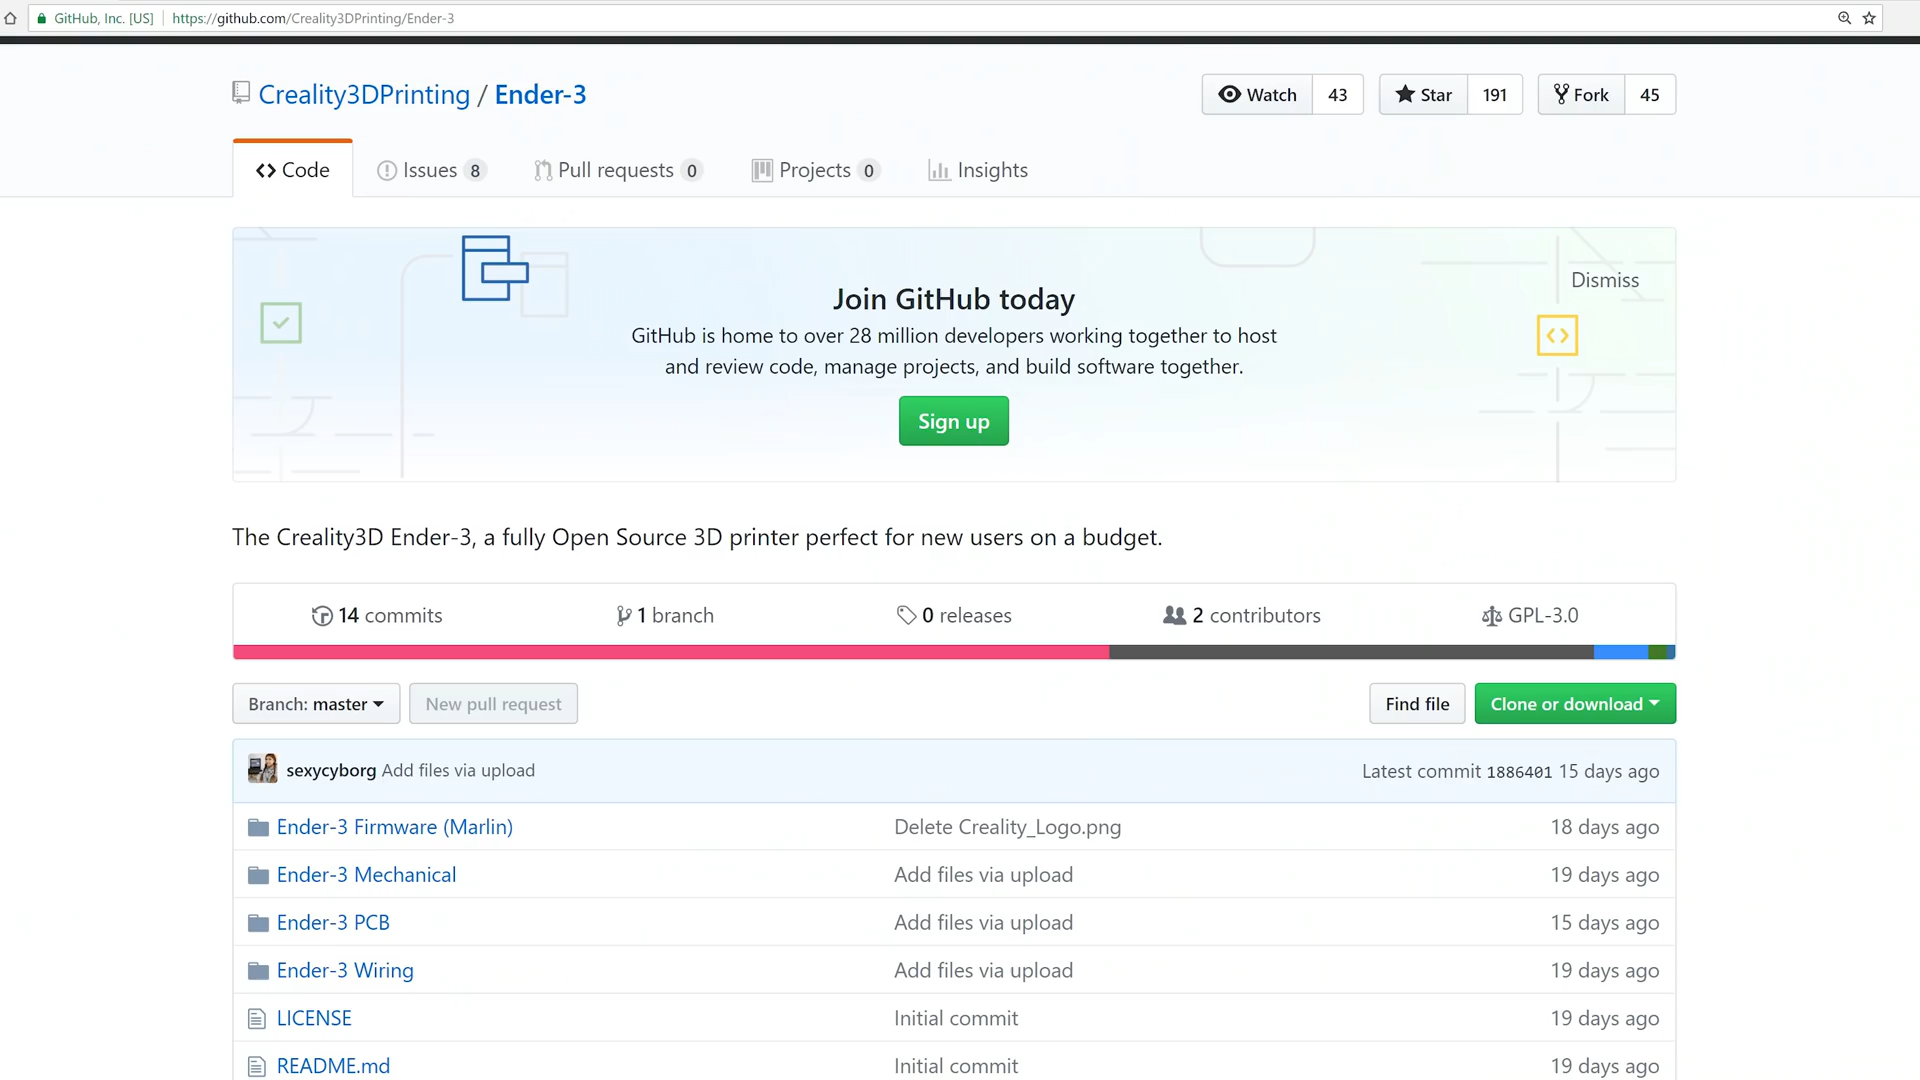 GitHub, Inc. [US] https://github.com/Creality3DPrinting/Ender-3
Creality3DPrinting / Ender-3
Watch 43 Star 191 Fork 45
Code Issues 8 Pull requests 0 Projects 0 Insights
Dismiss
Join GitHub today
GitHub is home to over 28 million developers working together to host
and review code, manage projects, and build software together.
Sign up
The Creality3D Ender-3, a fully Open Source 3D printer perfect for new users on a budget.
14 commits 1 branch 0 releases 2 contributors GPL-3.0
Branch: master New pull request Find file Clone or download
sexycyborg Add files via upload Latest commit 1886401 15 days ago
Ender-3 Firmware (Marlin) Delete Creality_Logo.png 18 days ago
Ender-3 Mechanical Add files via upload 19 days ago
Ender-3 PCB Add files via upload 15 days ago
Ender-3 Wiring Add files via upload 19 days ago
LICENSE Initial commit 19 days ago
README.md Initial commit 19 days ago